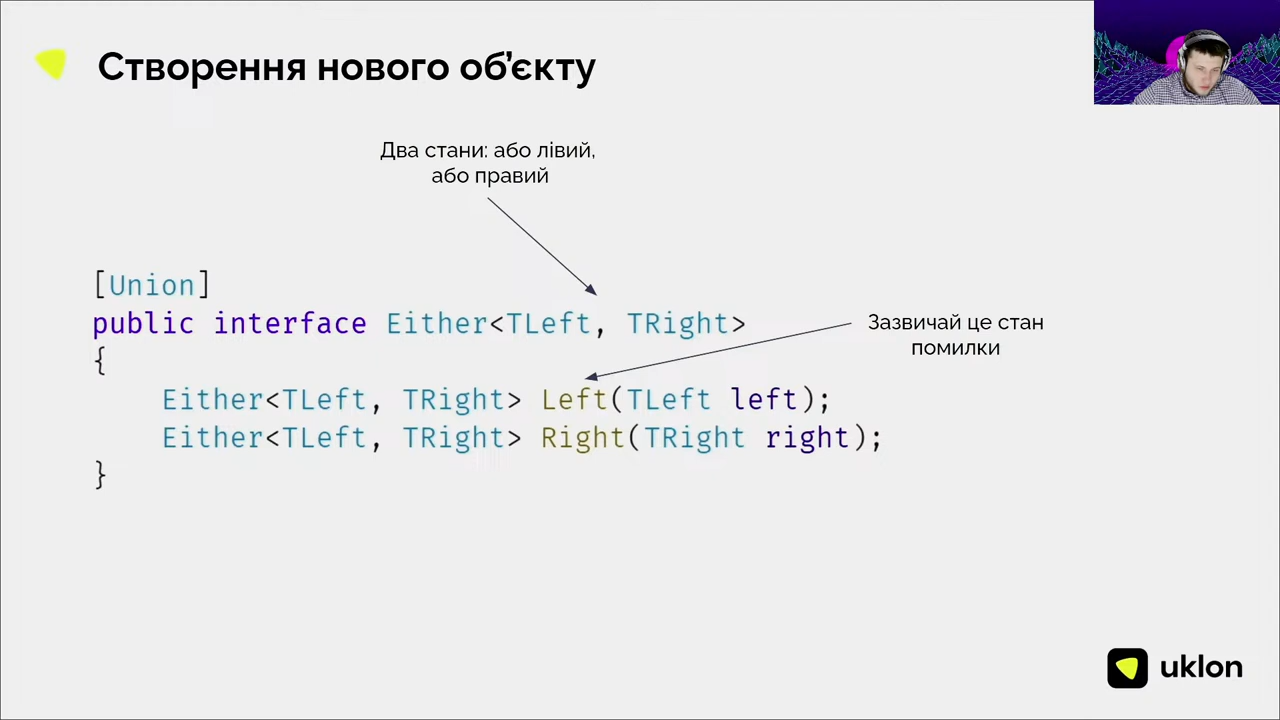 Створення нового об’єкту
Два стани: або лівий,
або правий
[Union]
public interface Either<TLeft, TRight>
{
Either<TLeft, TRight> Left(TLeft left);
Either<TLeft, TRight> Right(TRight right);
}
Зазвичай це стан
помилки
uklon